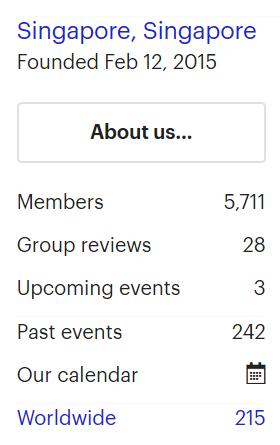 Singapore, Singapore
Founded Feb 12, 2015
About us...
Members 5,711
Group reviews 28
Upcoming events 3
Past events 242
Our calendar
Worldwide 215